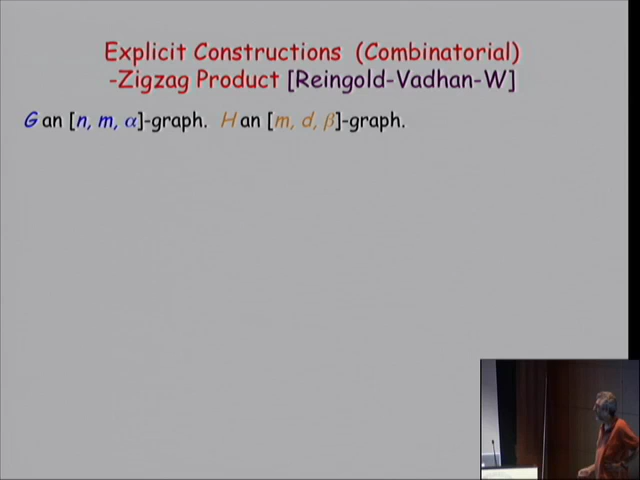 Explicit Constructions (Combinatorial)
-Zigzag Product [Reingold-Vadhan-W]
G an [n, m, α]-graph. H an [m, d, β]-graph.